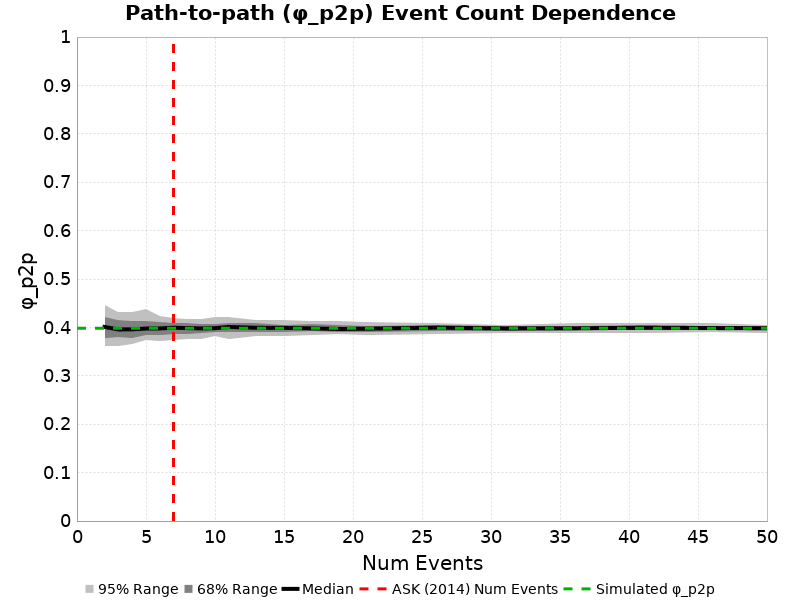 Path-to-path (φ_p2p) Event Count Dependence
1
0.9
0.8
0.7
0.6
0.5
0.4
0.3
0.2
0.1
0
φ_p2p
0 5 10 15 20 25 30 35 40 45 50
Num Events
95% Range 68% Range Median ASK (2014) Num Events Simulated φ_p2p